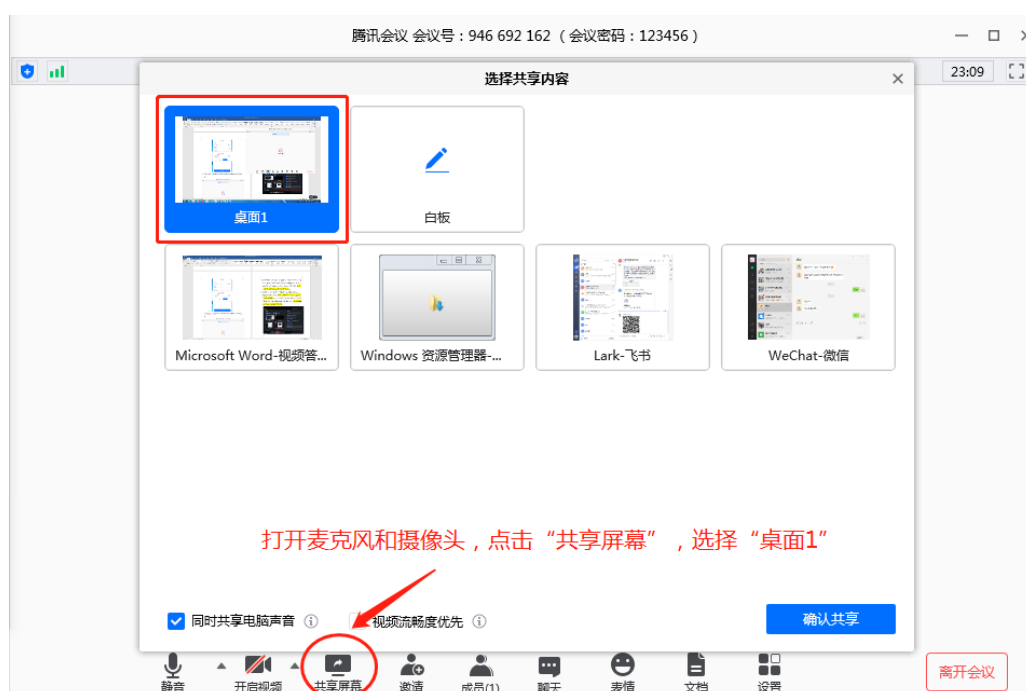 腾讯会议 会议号：946 692 162（会议密码：123456）
选择共享内容
23:09
桌面1
白板
Microsoft Word-视频答...
Windows 资源管理器-...
Lark-飞书
WeChat-微信
打开麦克风和摄像头，点击“共享屏幕”，选择“桌面1”
同时共享电脑声音
视频流畅度优先
确认共享
静音
开启视频
共享屏幕
邀请
成员(1)
聊天
表情
文档
设置
离开会议